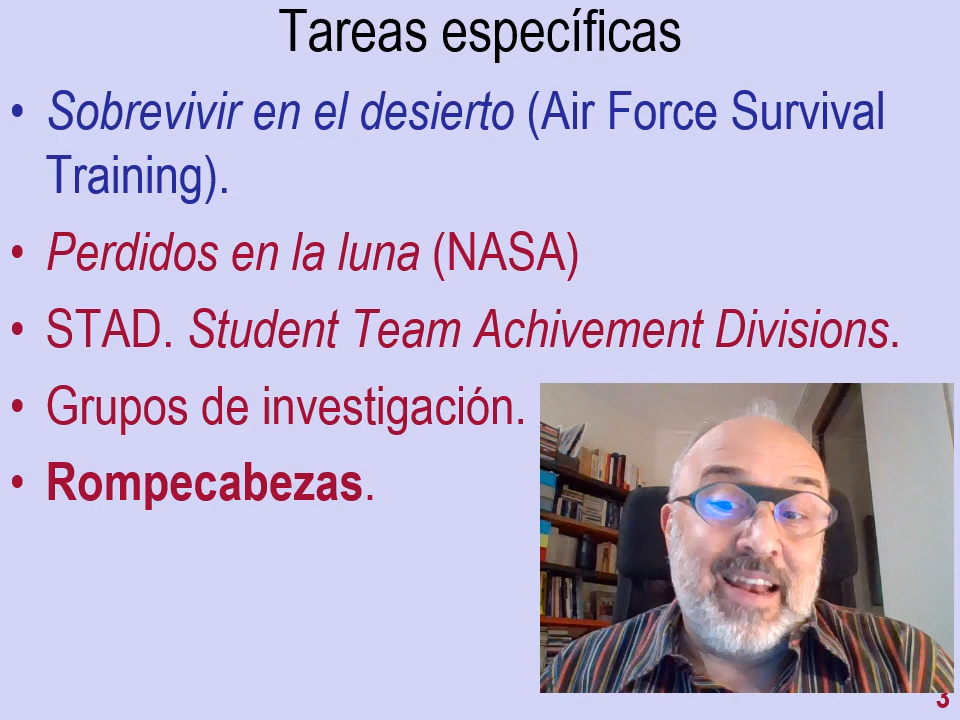 Tareas específicas
• Sobrevivir en el desierto (Air Force Survival
Training).
• Perdidos en la luna (NASA)
• STAD. Student Team Achivement Divisions.
• Grupos de investigación.
• Rompecabezas.
3